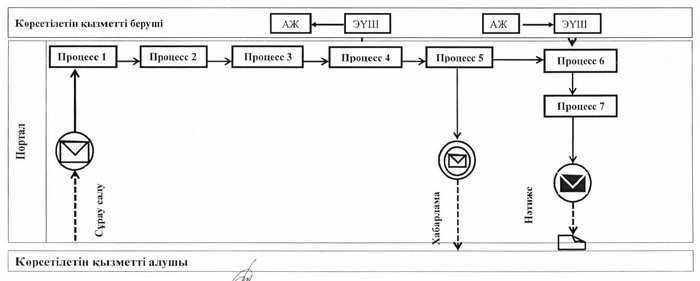 Көрсетілетін қызметті беруші
АЖ
ЭҮШ
АЖ
ЭҮШ
Портал
Процесс 1
Процесс 2
Процесс 3
Процесс 4
Процесс 5
Процесс 6
Процесс 7
Сұрау салу
Хабарлама
Нәтиже
Көрсетілетін қызметті алушы